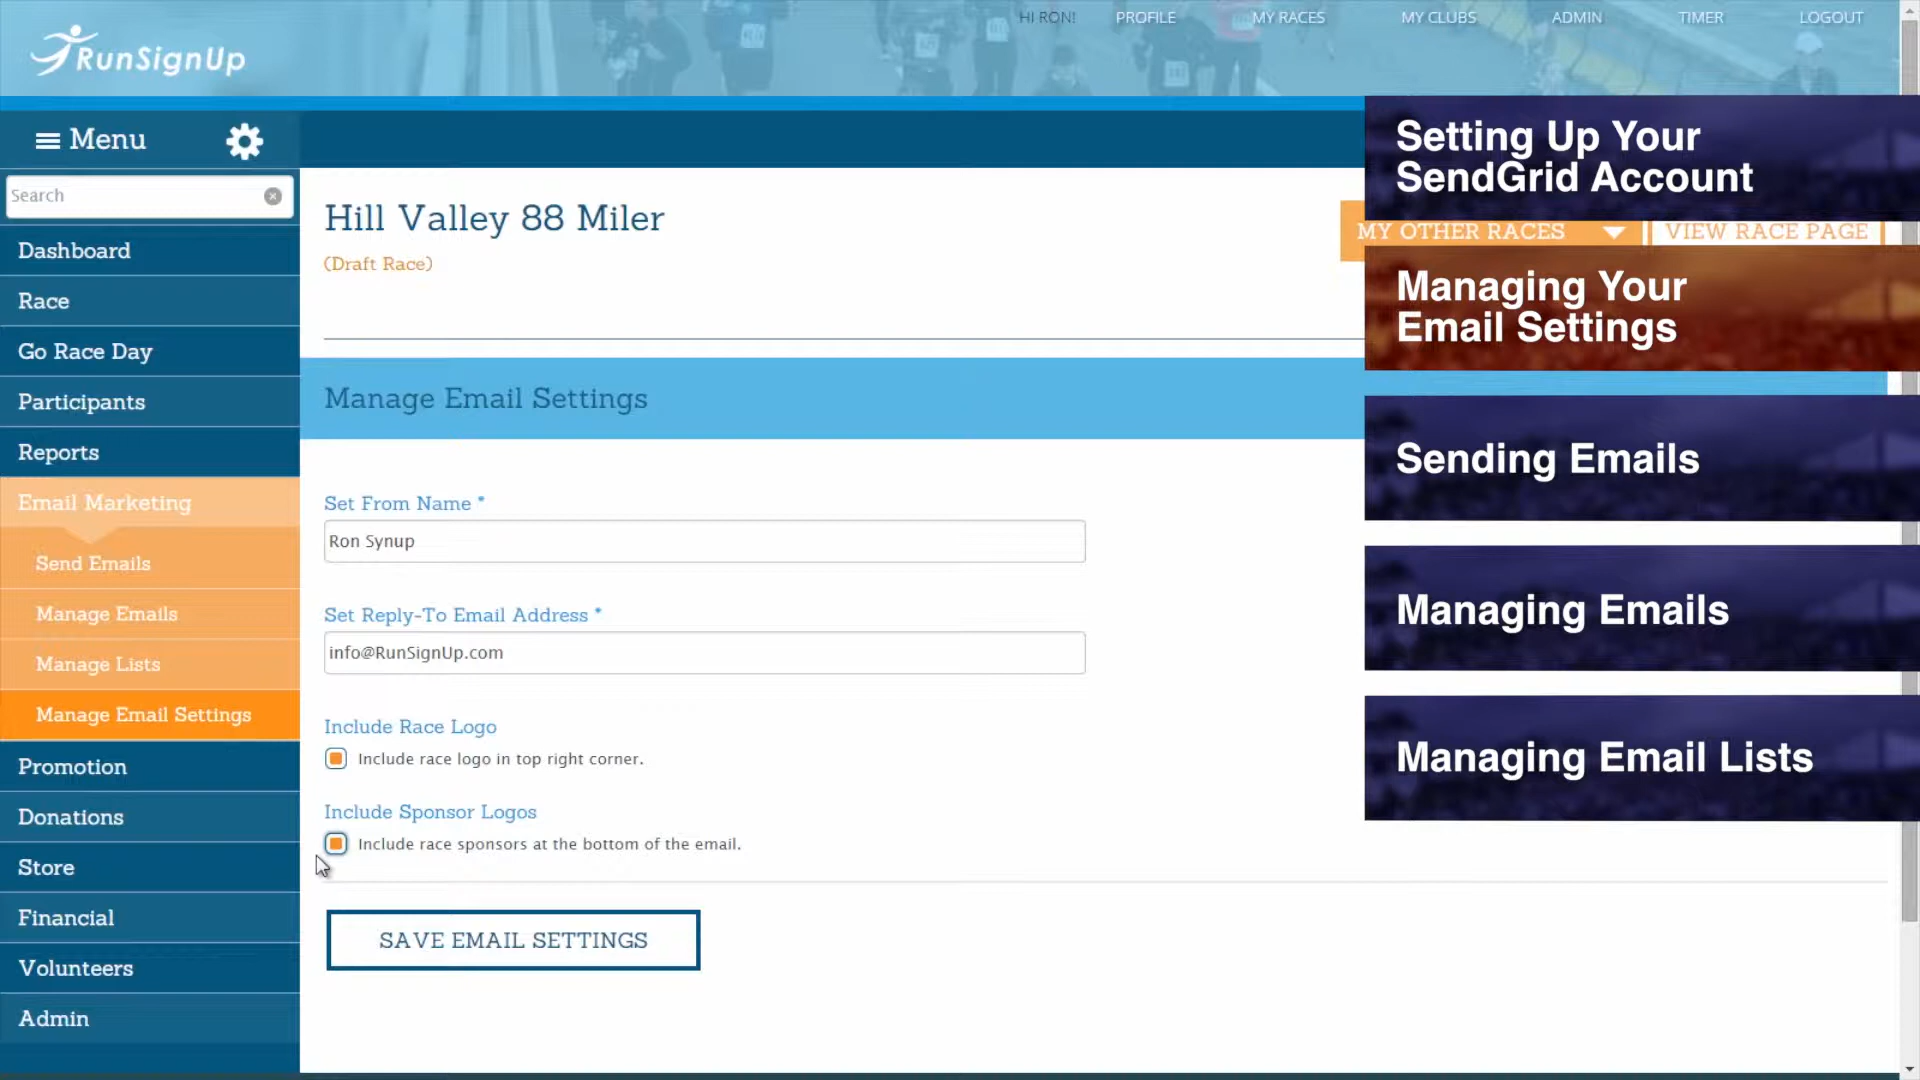 HI RON! PROFILE MY RACES MY CLUBS ADMIN TIMER LOGOUT
RunSignUp
Menu
Search
Dashboard
Race
Go Race Day
Participants
Reports
Email Marketing
Send Emails
Manage Emails
Manage Lists
Manage Email Settings
Promotion
Donations
Store
Financial
Volunteers
Admin
Hill Valley 88 Miler
(Draft Race)
MY OTHER RACES VIEW RACE PAGE
Manage Email Settings
Set From Name *
Ron Synup
Set Reply-To Email Address *
info@RunSignUp.com
Include Race Logo
Include race logo in top right corner.
Include Sponsor Logos
Include race sponsors at the bottom of the email.
SAVE EMAIL SETTINGS
Setting Up Your
SendGrid Account
Managing Your
Email Settings
Sending Emails
Managing Emails
Managing Email Lists